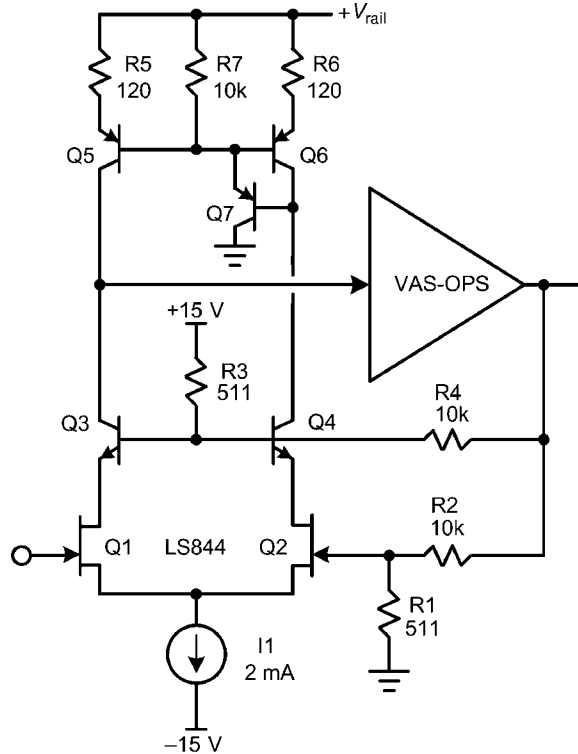 +Vrail
R5
120
R7
10k
R6
120
Q5
Q6
Q7
VAS-OPS
+15 V
R3
511
Q3
Q4
R4
10k
R2
10k
Q1
LS844
Q2
R1
511
I1
2 mA
−15 V